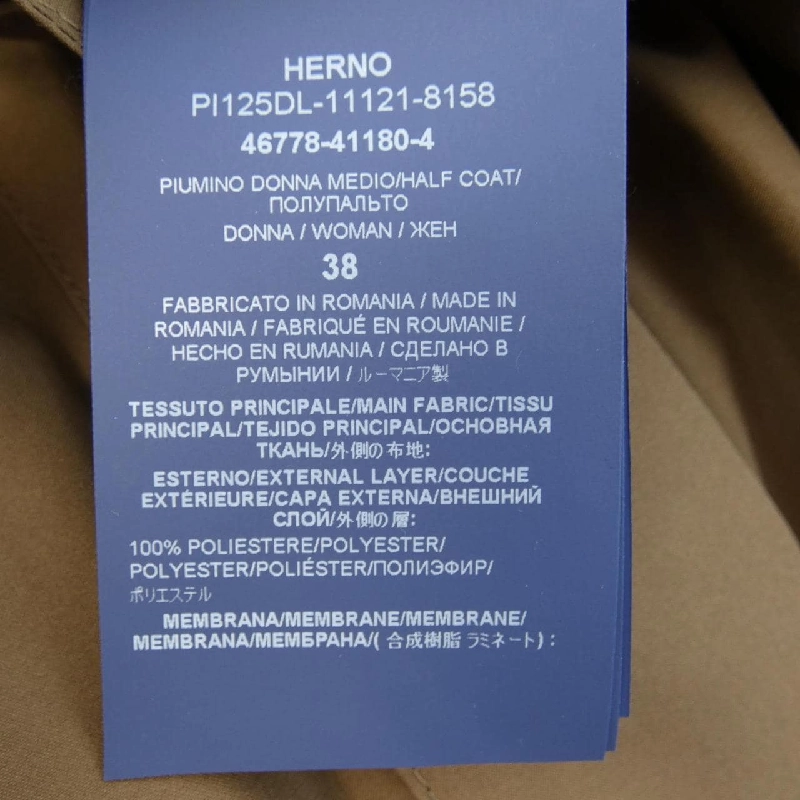 HERNO
PI125DL-11121-8158
46778-41180-4
PIUMINO DONNA MEDIO/HALF COAT/
ПОЛУПАЛЬТО
DONNA / WOMAN / ЖЕН
38
FABBRICATO IN ROMANIA / MADE IN
ROMANIA / FABRIQUÉ EN ROUMANIE /
HECHO EN RUMANIA / СДЕЛАНО В
РУМЫНИИ / ルーマニア製
TESSUTO PRINCIPALE/MAIN FABRIC/TISSU
PRINCIPAL/TEJIDO PRINCIPAL/ОСНОВНАЯ
ТКАНЬ/外側の布地:
ESTERNO/EXTERNAL LAYER/COUCHE
EXTÉRIEURE/CAPA EXTERNA/ВНЕШНИЙ
СЛОЙ/外側の層:
100% POLIESTERE/POLYESTER/
POLYESTER/POLIÉSTER/ПОЛИЭФИР/
ポリエステル
MEMBRANA/MEMBRANE/MEMBRANE/
MEMBRANA/МЕМБРАНА/( 合成樹脂 ラミネート) :